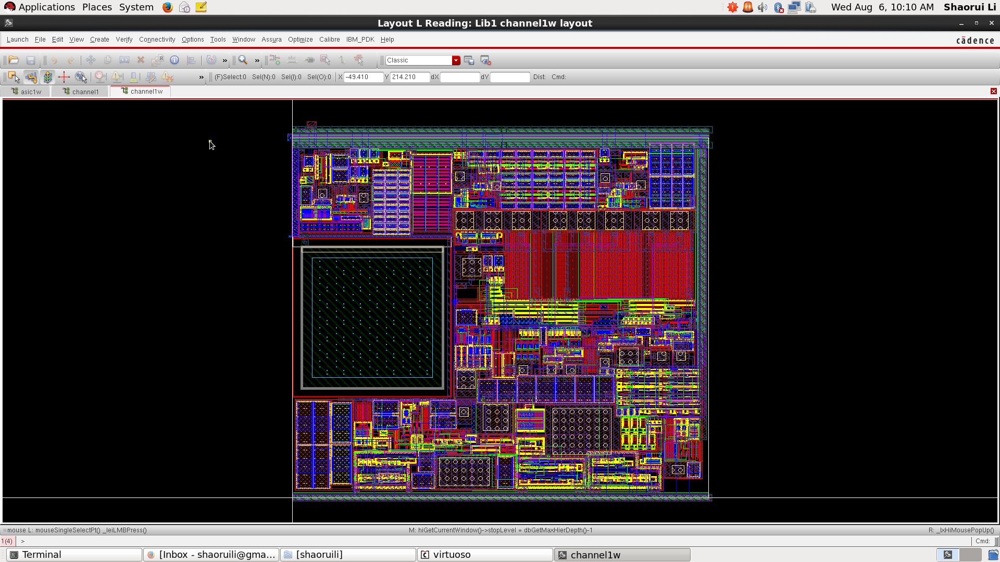 Applications Places System Wed Aug 6, 10:10 AM Shaorui Li
Layout L Reading: Lib1 channel1w layout
Launch File Edit View Create Verify Connectivity Options Tools Window Assura Optimize Calibre IBM_PDK Help cādence
» » abc Classic
» (F)Select:0 Sel(N):0 Sel(I):0 Sel(O):0 X -49.410 Y 214.210 dX dY Dist: Cmd:
asic1w channel1 channel1w
mouse L: mouseSingleSelectPt() _leiLMBPress() M: hiGetCurrentWindow()->stopLevel = dbGetMaxHierDepth()-1 R: _lxHiMousePopUp()
1(4) > Cmd:
Terminal [Inbox - shaoruili@gma... [shaoruili] virtuoso channel1w